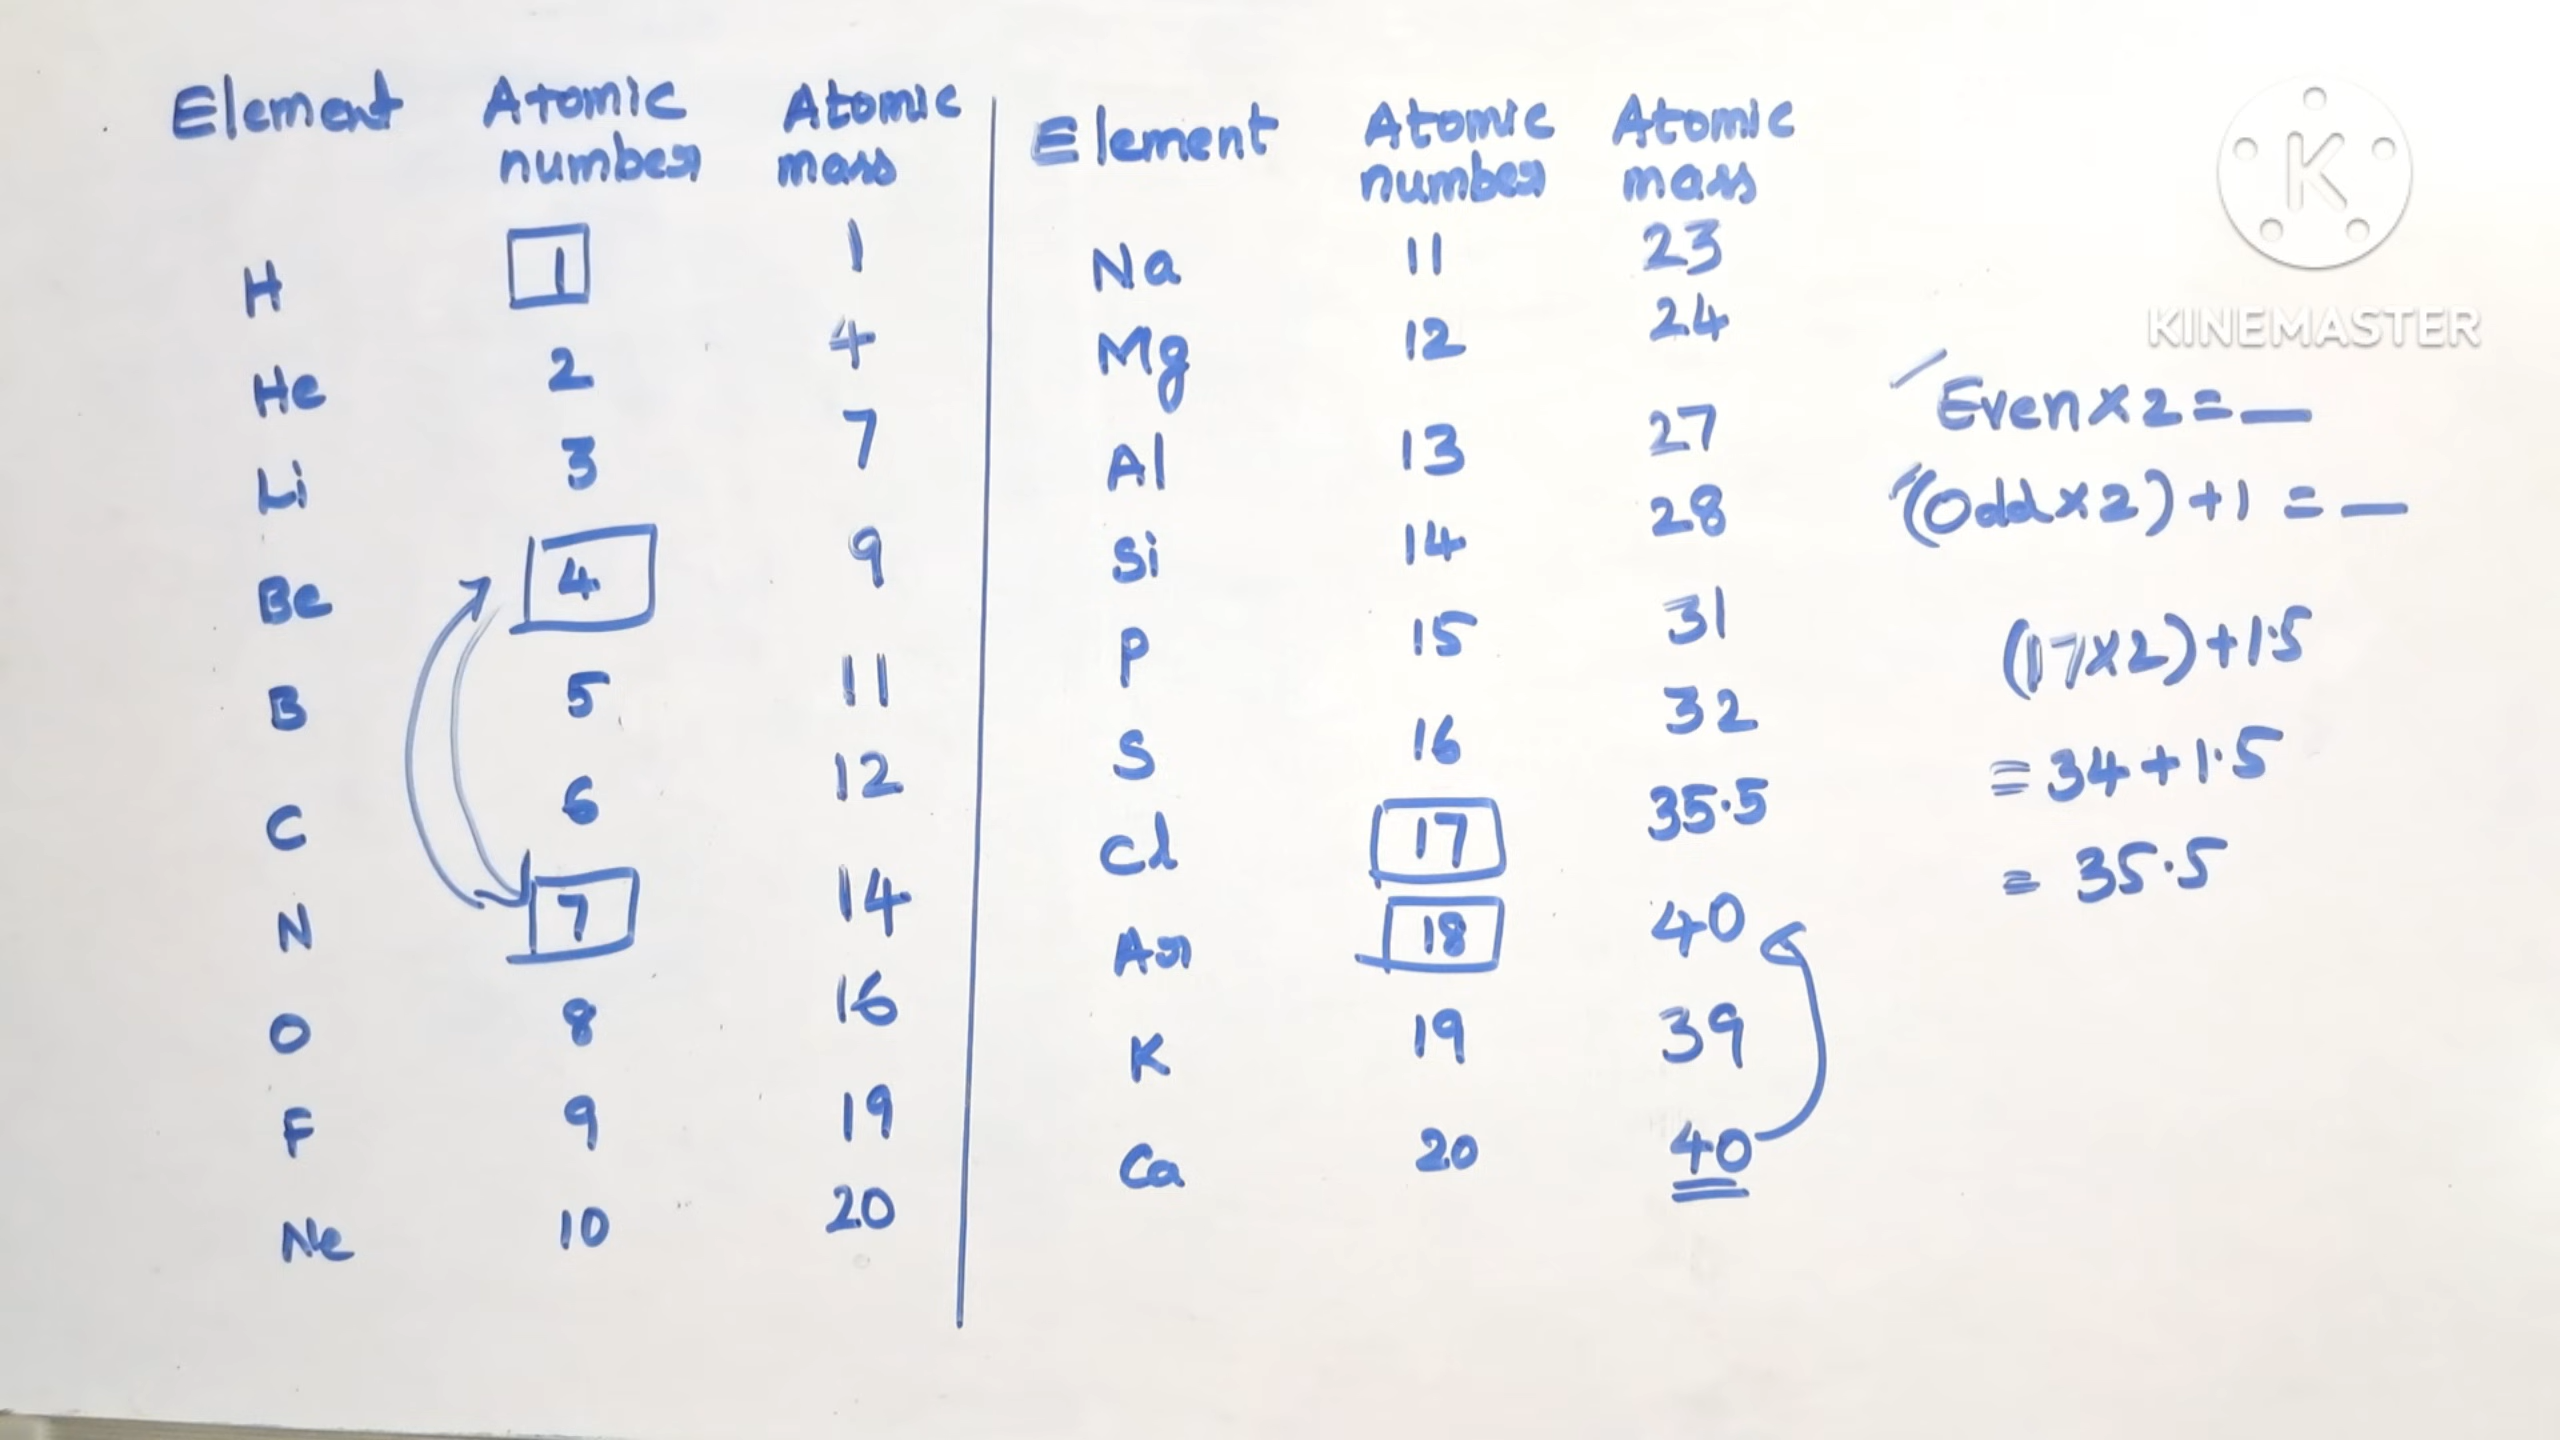 Element Atomic number Atomic mass
H 1 1
He 2 4
Li 3 7
Be 4 9
B 5 11
C 6 12
N 7 14
O 8 16
F 9 19
Ne 10 20
Element Atomic number Atomic mass
Na 11 23
Mg 12 24
Al 13 27
Si 14 28
P 15 31
S 16 32
Cl 17 35.5
Ar 18 40
K 19 39
Ca 20 40
K
KINEMASTER
Even×2=—
(Odd×2)+1=—
(17×2)+1.5
=34+1.5
= 35.5